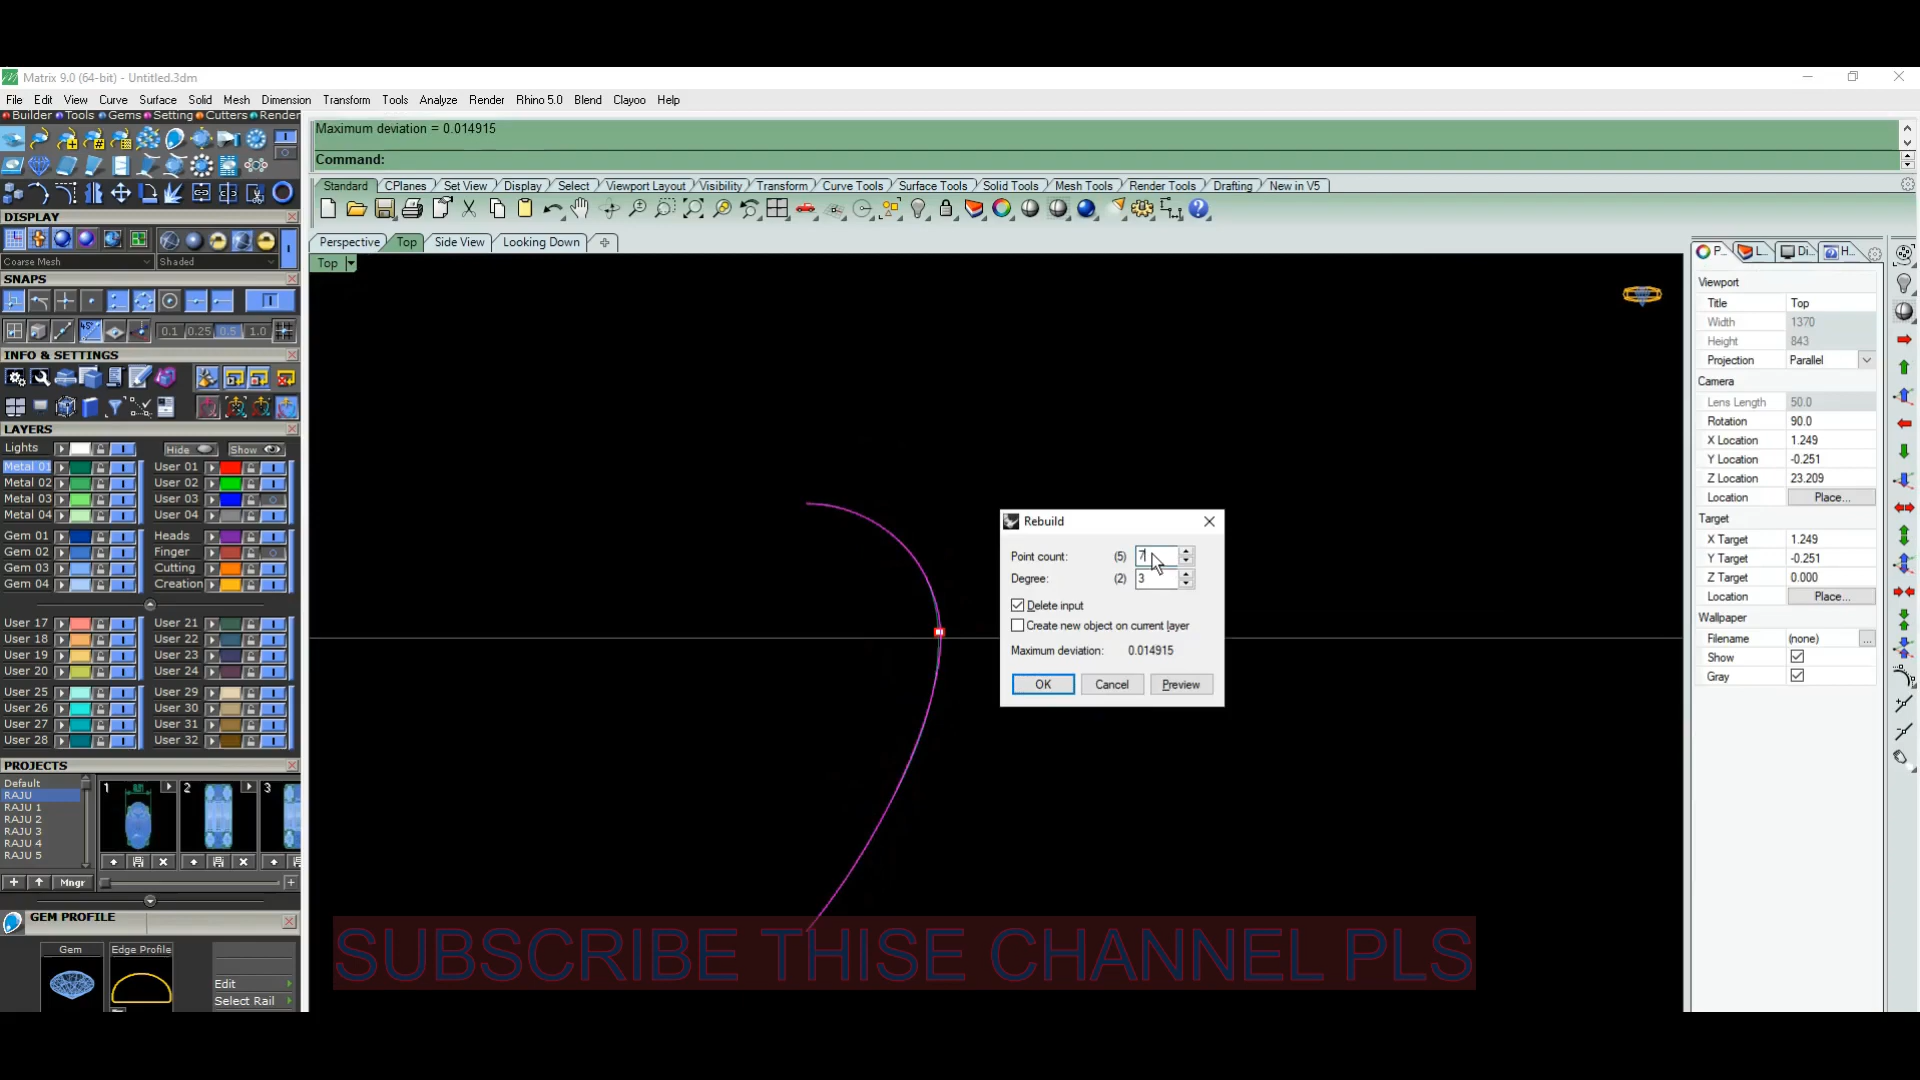 Matrix 9.0 (64-bit) - Untitled.3dm
File Edit View Curve Surface Solid Mesh Dimension Transform Tools Analyze Render Rhino 5.0 Blend Clayoo Help
Builder Tools Gems Setting Cutters Render
Maximum deviation = 0.014915
Command:
Standard CPlanes Set View Display Select Viewport Layout Visibility Transform Curve Tools Surface Tools Solid Tools Mesh Tools Render Tools Drafting New in V5
Perspective Top Side View Looking Down
Top
DISPLAY
Coarse Mesh Shaded
SNAPS
45°
0.1 0.25 0.5 1.0
INFO & SETTINGS
LAYERS
Lights Hide Show
Metal 01 User 01
Metal 02 User 02
Metal 03 User 03
Metal 04 User 04
Gem 01 Heads
Gem 02 Finger
Gem 03 Cutting
Gem 04 Creation
User 17 User 21
User 18 User 22
User 19 User 23
User 20 User 24
User 25 User 29
User 26 User 30
User 27 User 31
User 28 User 32
PROJECTS
Default
RAJU
RAJU 1
RAJU 2
RAJU 3
RAJU 4
RAJU 5
1 2 3
Mngr
GEM PROFILE
Gem Edge Profile
Edit
Select Rail
Rebuild
Point count: (5) 7
Degree: (2) 3
Delete input
Create new object on current layer
Maximum deviation: 0.014915
OK Cancel Preview
SUBSCRIBE THISE CHANNEL PLS
P... L... Di... H...
Viewport
Title Top
Width 1370
Height 843
Projection Parallel
Camera
Lens Length 50.0
Rotation 90.0
X Location 1.249
Y Location -0.251
Z Location 23.209
Location Place...
Target
X Target 1.249
Y Target -0.251
Z Target 0.000
Location Place...
Wallpaper
Filename (none) ...
Show
Gray